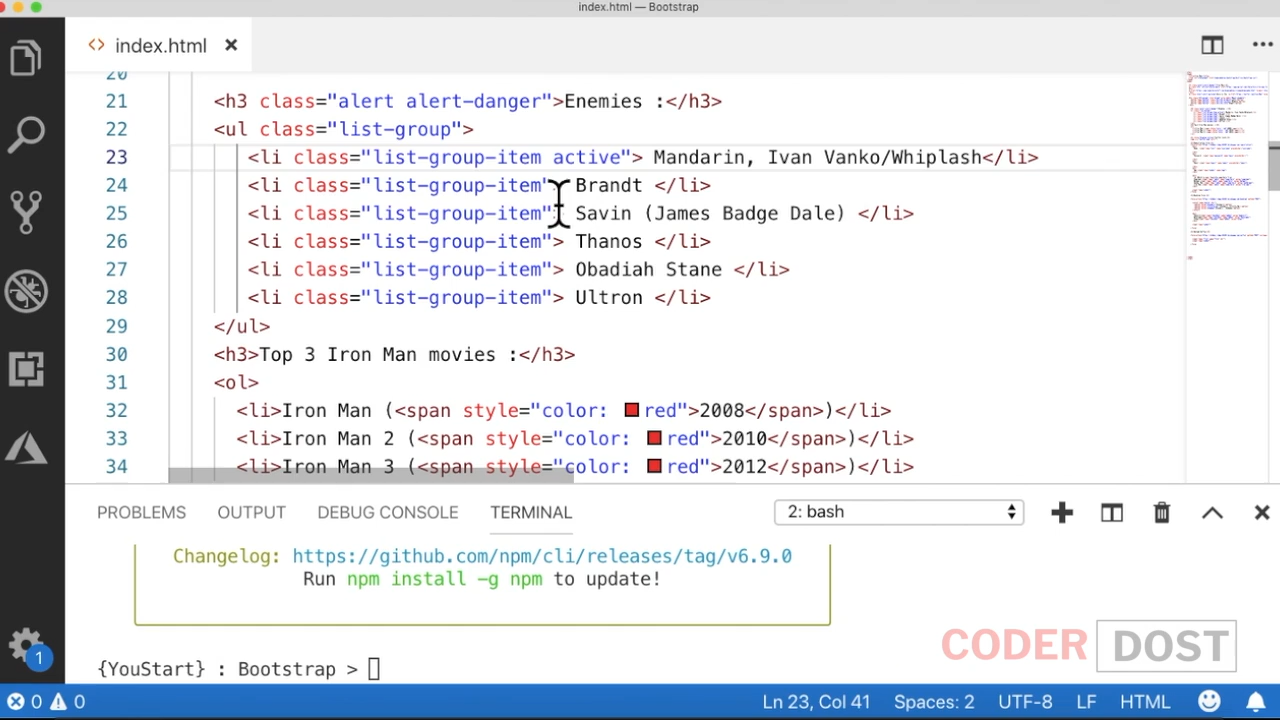 index.html — Bootstrap
<> index.html ×
20
21 <h3 class="alert alert-danger">Enemies :</h3>
22 <ul class="list-group">
23 <li class="list-group-item active"> Mandarin, Ivan Vanko/Whiplash</li>
24 <li class="list-group-item"> Brandt </li>
25 <li class="list-group-item"> Savin (James Badge Dale) </li>
26 <li class="list-group-item"> Thanos </li>
27 <li class="list-group-item"> Obadiah Stane </li>
28 <li class="list-group-item"> Ultron </li>
29 </ul>
30 <h3>Top 3 Iron Man movies :</h3>
31 <ol>
32 <li>Iron Man (<span style="color: red">2008</span>)</li>
33 <li>Iron Man 2 (<span style="color: red">2010</span>)</li>
34 <li>Iron Man 3 (<span style="color: red">2012</span>)</li>
PROBLEMS OUTPUT DEBUG CONSOLE TERMINAL 2: bash
Changelog: https://github.com/npm/cli/releases/tag/v6.9.0
Run npm install -g npm to update!
CODER DOST
{YouStart} : Bootstrap >
1
0 0 Ln 23, Col 41 Spaces: 2 UTF-8 LF HTML